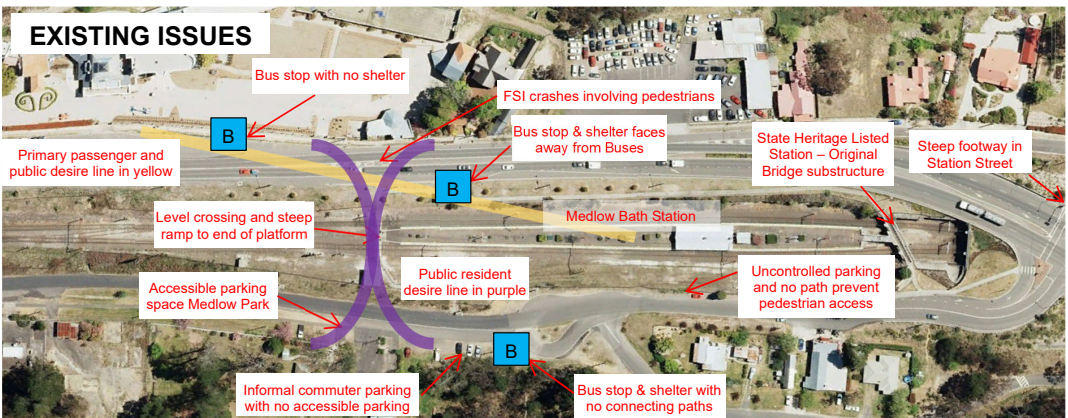 EXISTING ISSUES
Bus stop with no shelter
FSI crashes involving pedestrians
B
Bus stop & shelter faces
away from Buses
State Heritage Listed
Station – Original
Bridge substructure
Steep footway in
Station Street
Primary passenger and
public desire line in yellow
B
Level crossing and steep
ramp to end of platform
Medlow Bath Station
Accessible parking
space Medlow Park
Public resident
desire line in purple
Uncontrolled parking
and no path prevent
pedestrian access
B
Informal commuter parking
with no accessible parking
Bus stop & shelter with
no connecting paths